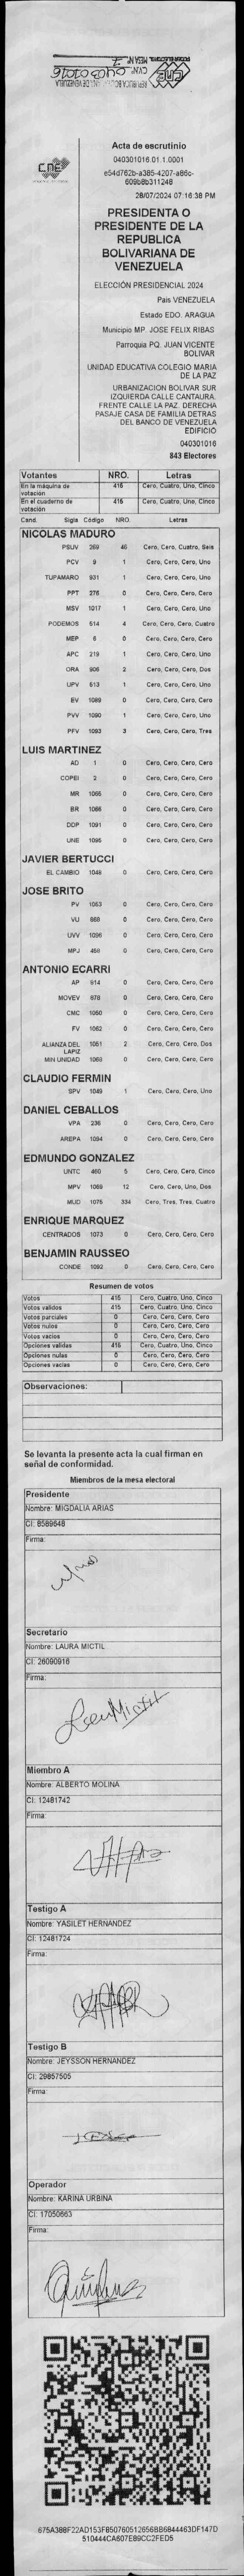 CNE
Acta de escrutinio
040301016.01.1.0001
e54d762b-a385-4207-a86c-
609b8b311248
28/07/2024 07:16:38 PM
PRESIDENTA O
PRESIDENTE DE LA
REPUBLICA
BOLIVARIANA DE
VENEZUELA
ELECCIÓN PRESIDENCIAL 2024
Pais VENEZUELA
Estado EDO. ARAGUA
Municipio MP. JOSE FELIX RIBAS
Parroquia PQ. JUAN VICENTE
BOLIVAR
UNIDAD EDUCATIVA COLEGIO MARIA
DE LA PAZ
URBANIZACION BOLIVAR SUR
IZQUIERDA CALLE CANTAURA.
FRENTE CALLE LA PAZ. DERECHA
PASAJE CASA DE FAMILIA DETRAS
DEL BANCO DE VENEZUELA
EDIFICIO
040301016
843 Electores
Votantes NRO. Letras
En la máquina de votación 415 Cero, Cuatro, Uno, Cinco
En el cuaderno de votación 415 Cero, Cuatro, Uno, Cinco
Cand. Sigla Código NRO. Letras
NICOLAS MADURO
PSUV 269 46 Cero, Cero, Cuatro, Seis
PCV 9 1 Cero, Cero, Cero, Uno
TUPAMARO 931 1 Cero, Cero, Cero, Uno
PPT 276 0 Cero, Cero, Cero, Cero
MSV 1017 1 Cero, Cero, Cero, Uno
PODEMOS 514 4 Cero, Cero, Cero, Cuatro
MEP 6 0 Cero, Cero, Cero, Cero
APC 219 1 Cero, Cero, Cero, Uno
ORA 906 2 Cero, Cero, Cero, Dos
UPV 513 1 Cero, Cero, Cero, Uno
EV 1089 0 Cero, Cero, Cero, Cero
PVV 1090 1 Cero, Cero, Cero, Uno
PFV 1093 3 Cero, Cero, Cero, Tres
LUIS MARTINEZ
AD 1 0 Cero, Cero, Cero, Cero
COPEI 2 0 Cero, Cero, Cero, Cero
MR 1065 0 Cero, Cero, Cero, Cero
BR 1066 0 Cero, Cero, Cero, Cero
DDP 1091 0 Cero, Cero, Cero, Cero
UNE 1095 0 Cero, Cero, Cero, Cero
JAVIER BERTUCCI
EL CAMBIO 1048 0 Cero, Cero, Cero, Cero
JOSE BRITO
PV 1053 0 Cero, Cero, Cero, Cero
VU 868 0 Cero, Cero, Cero, Cero
UVV 1096 0 Cero, Cero, Cero, Cero
MPJ 458 0 Cero, Cero, Cero, Cero
ANTONIO ECARRI
AP 914 0 Cero, Cero, Cero, Cero
MOVEV 878 0 Cero, Cero, Cero, Cero
CMC 1050 0 Cero, Cero, Cero, Cero
FV 1082 0 Cero, Cero, Cero, Cero
ALIANZA DEL LAPIZ 1051 2 Cero, Cero, Cero, Dos
MIN UNIDAD 1068 0 Cero, Cero, Cero, Cero
CLAUDIO FERMIN
SPV 1049 1 Cero, Cero, Cero, Uno
DANIEL CEBALLOS
VPA 236 0 Cero, Cero, Cero, Cero
AREPA 1094 0 Cero, Cero, Cero, Cero
EDMUNDO GONZALEZ
UNTC 460 5 Cero, Cero, Cero, Cinco
MPV 1069 12 Cero, Cero, Uno, Dos
MUD 1075 334 Cero, Tres, Tres, Cuatro
ENRIQUE MARQUEZ
CENTRADOS 1073 0 Cero, Cero, Cero, Cero
BENJAMIN RAUSSEO
CONDE 1092 0 Cero, Cero, Cero, Cero
Resumen de votos
Votos 415 Cero, Cuatro, Uno, Cinco
Votos validos 415 Cero, Cuatro, Uno, Cinco
Votos parciales 0 Cero, Cero, Cero, Cero
Votos nulos 0 Cero, Cero, Cero, Cero
Votos vacios 0 Cero, Cero, Cero, Cero
Opciones validas 415 Cero, Cuatro, Uno, Cinco
Opciones nulas 0 Cero, Cero, Cero, Cero
Opciones vacias 0 Cero, Cero, Cero, Cero
Observaciones:
Se levanta la presente acta la cual firman en
señal de conformidad.
Miembros de la mesa electoral
Presidente
Nombre: MIGDALIA ARIAS
CI: 8589648
Firma:
Secretario
Nombre: LAURA MICTIL
CI: 26090916
Firma:
Miembro A
Nombre: ALBERTO MOLINA
CI: 12481742
Firma:
Testigo A
Nombre: YASILET HERNANDEZ
CI: 12481724
Firma:
Testigo B
Nombre: JEYSSON HERNANDEZ
CI: 29857505
Firma:
Operador
Nombre: KARINA URBINA
CI: 17050663
Firma:
675A388F22AD153FB50760512656BB6844463DF147D
510444CA607E89CC2FED5